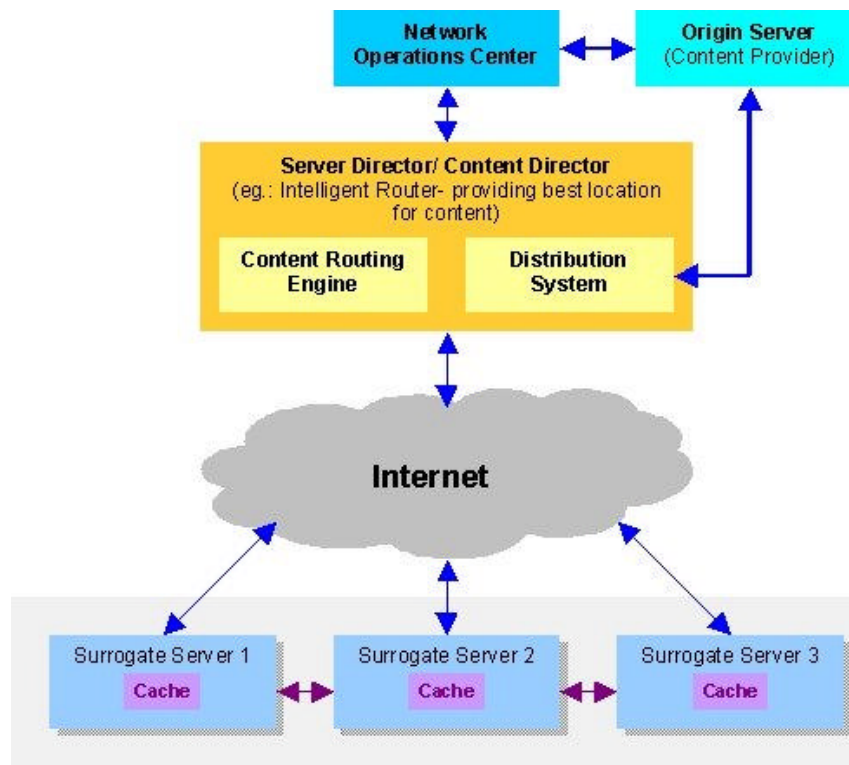 Network
Operations Center
Origin Server
(Content Provider)
Server Director/ Content Director
(eg.: Intelligent Router- providing best location
for content)
Content Routing
Engine
Distribution
System
Internet
Surrogate Server 1
Cache
Surrogate Server 2
Cache
Surrogate Server 3
Cache